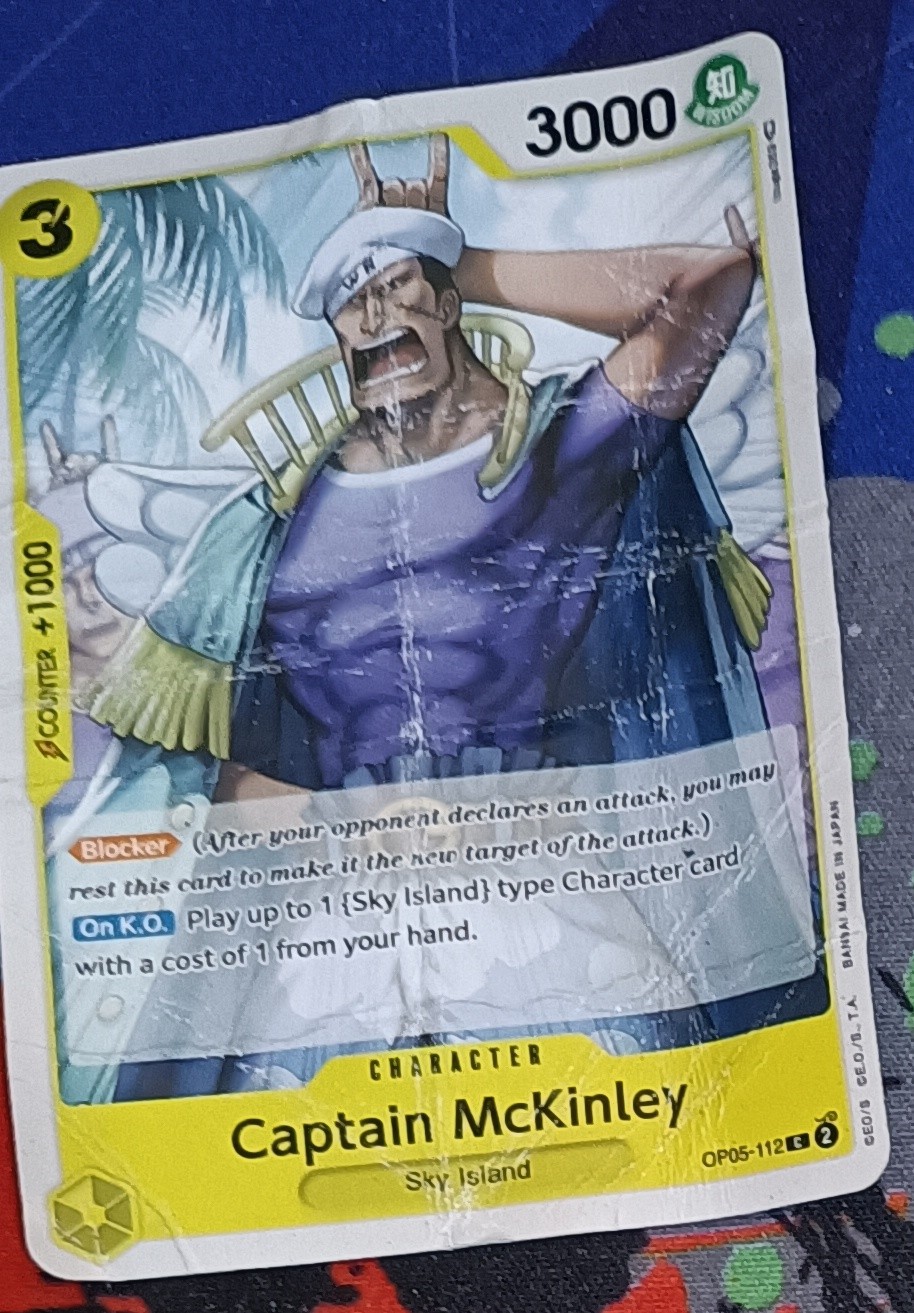 3000
知
WISDOM
3
WH
COUNTER +1000
Blocker (After your opponent declares an attack, you may
rest this card to make it the new target of the attack.)
On K.O. Play up to 1 {Sky Island} type Character card
with a cost of 1 from your hand.
CHARACTER
Captain McKinley
Sky Island
OP05-112 C 2
©EO/S ©E.O./S., T.A. BANDAI MADE IN JAPAN